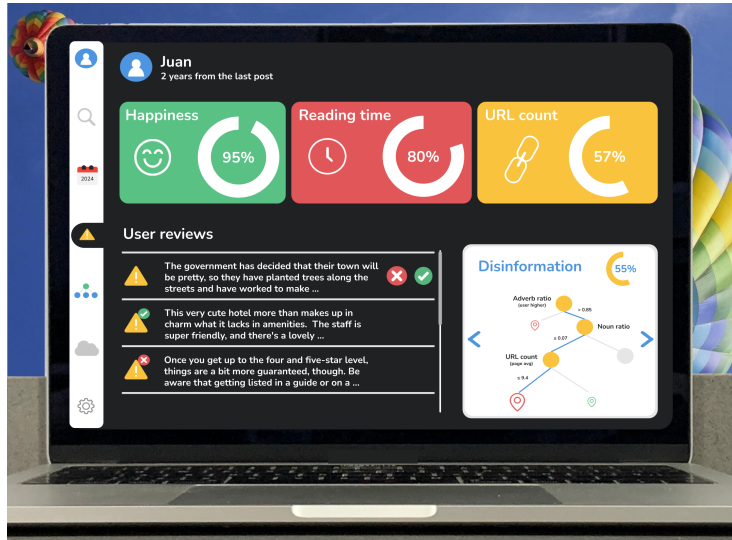 Juan
2 years from the last post
Happiness
95%
Reading time
80%
URL count
57%
2024
User reviews
The government has decided that their town will
be pretty, so they have planted trees along the
streets and have worked to make ...
This very cute hotel more than makes up in
charm what it lacks in amenities. The staff is
super friendly, and there's a lovely ...
Once you get up to the four and five-star level,
things are a bit more guaranteed, though. Be
aware that getting listed in a guide or on a ...
Disinformation
55%
Adverb ratio
(user higher)
> 0.85
Noun ratio
≤ 0.07
URL count
(page avg)
≤ 9.4